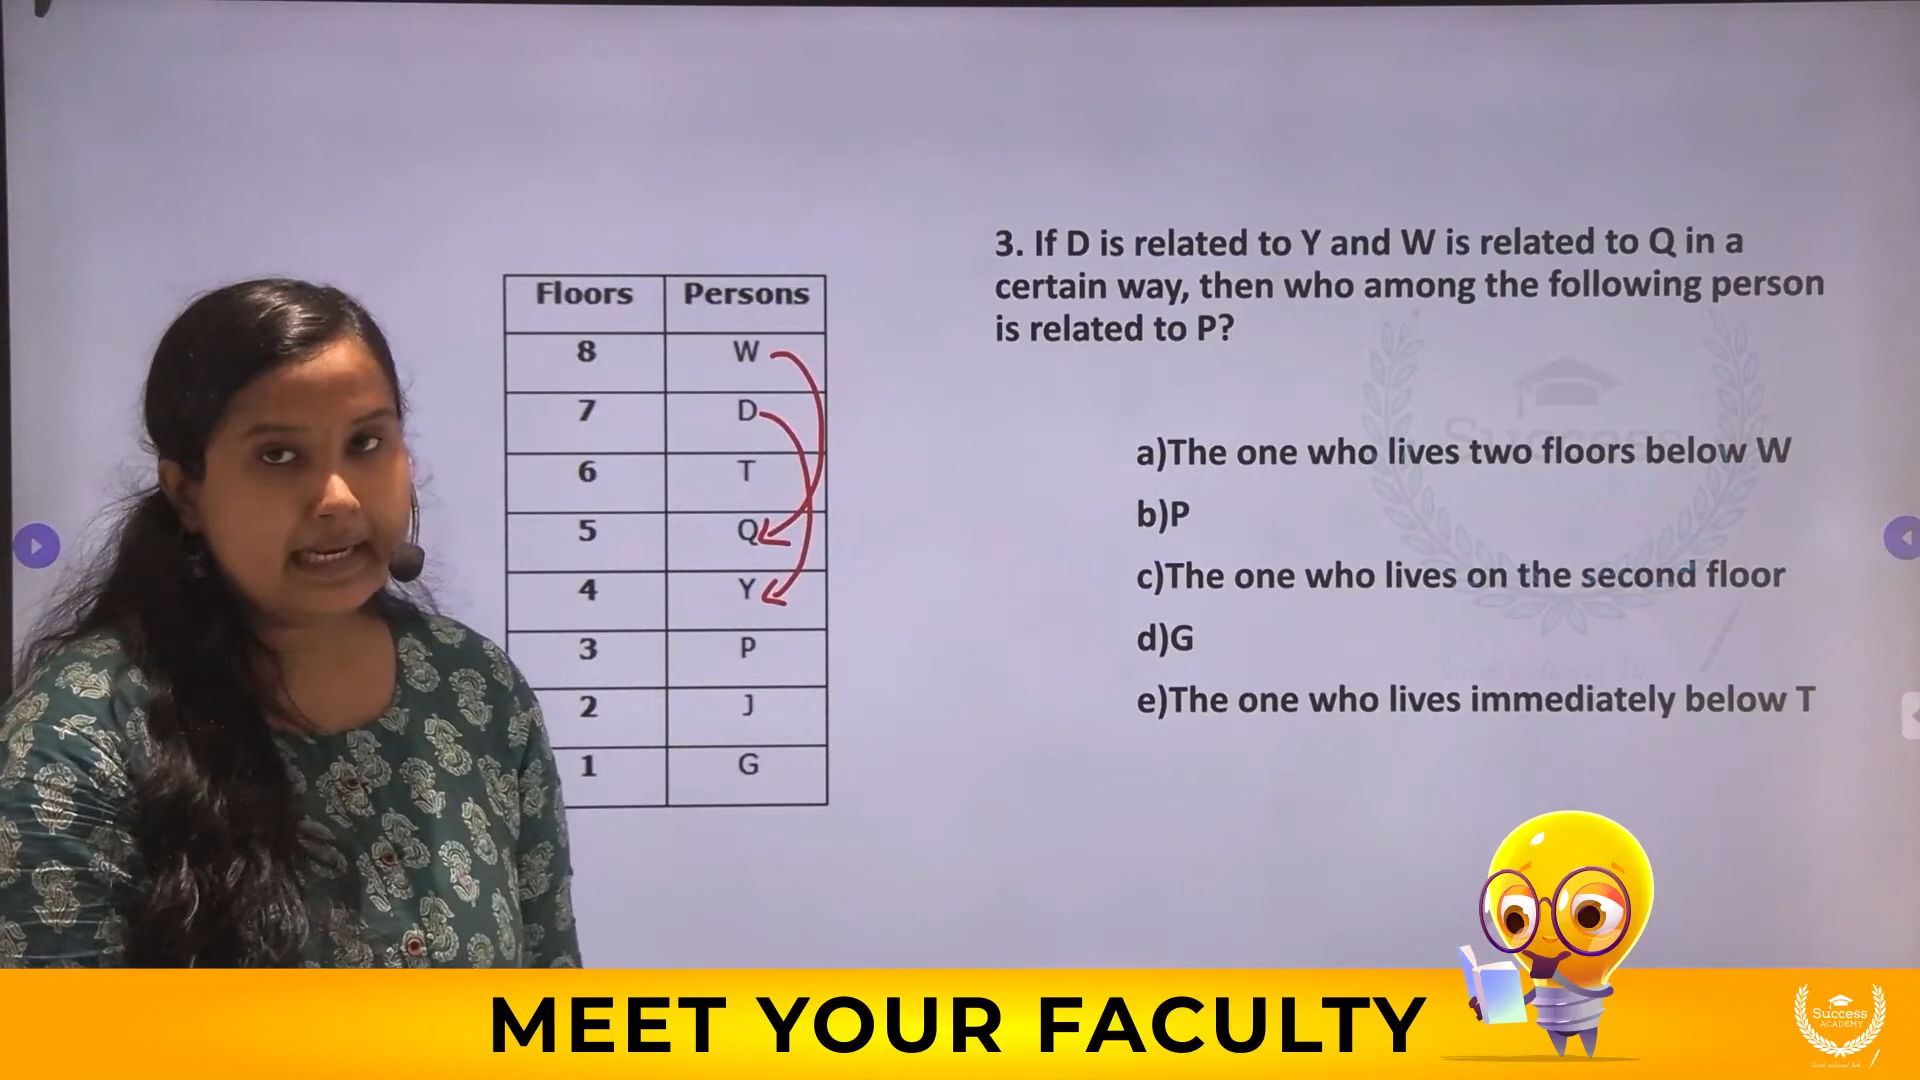 3. If D is related to Y and W is related to Q in a
certain way, then who among the following person
is related to P?
Floors Persons
8 W
7 D
6 T
5 Q
4 Y
3 P
2 J
1 G
a)The one who lives two floors below W
b)P
c)The one who lives on the second floor
d)G
e)The one who lives immediately below T
MEET YOUR FACULTY
Success
ACADEMY